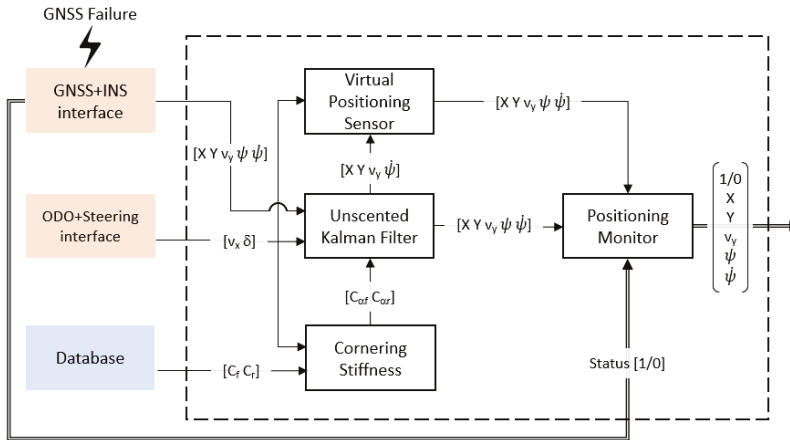 GNSS Failure
GNSS+INS
interface
Virtual
Positioning
Sensor
[X Y vy ψ ψ̇]
[X Y vy ψ ψ̇]
[X Y vy ψ̇]
ODO+Steering
interface
[vx δ]
Unscented
Kalman Filter
[X Y vy ψ ψ̇]
Positioning
Monitor
1/0
X
Y
vy
ψ
ψ̇
[Cαf Cαr]
Database
[Cf Cr]
Cornering
Stiffness
Status [1/0]